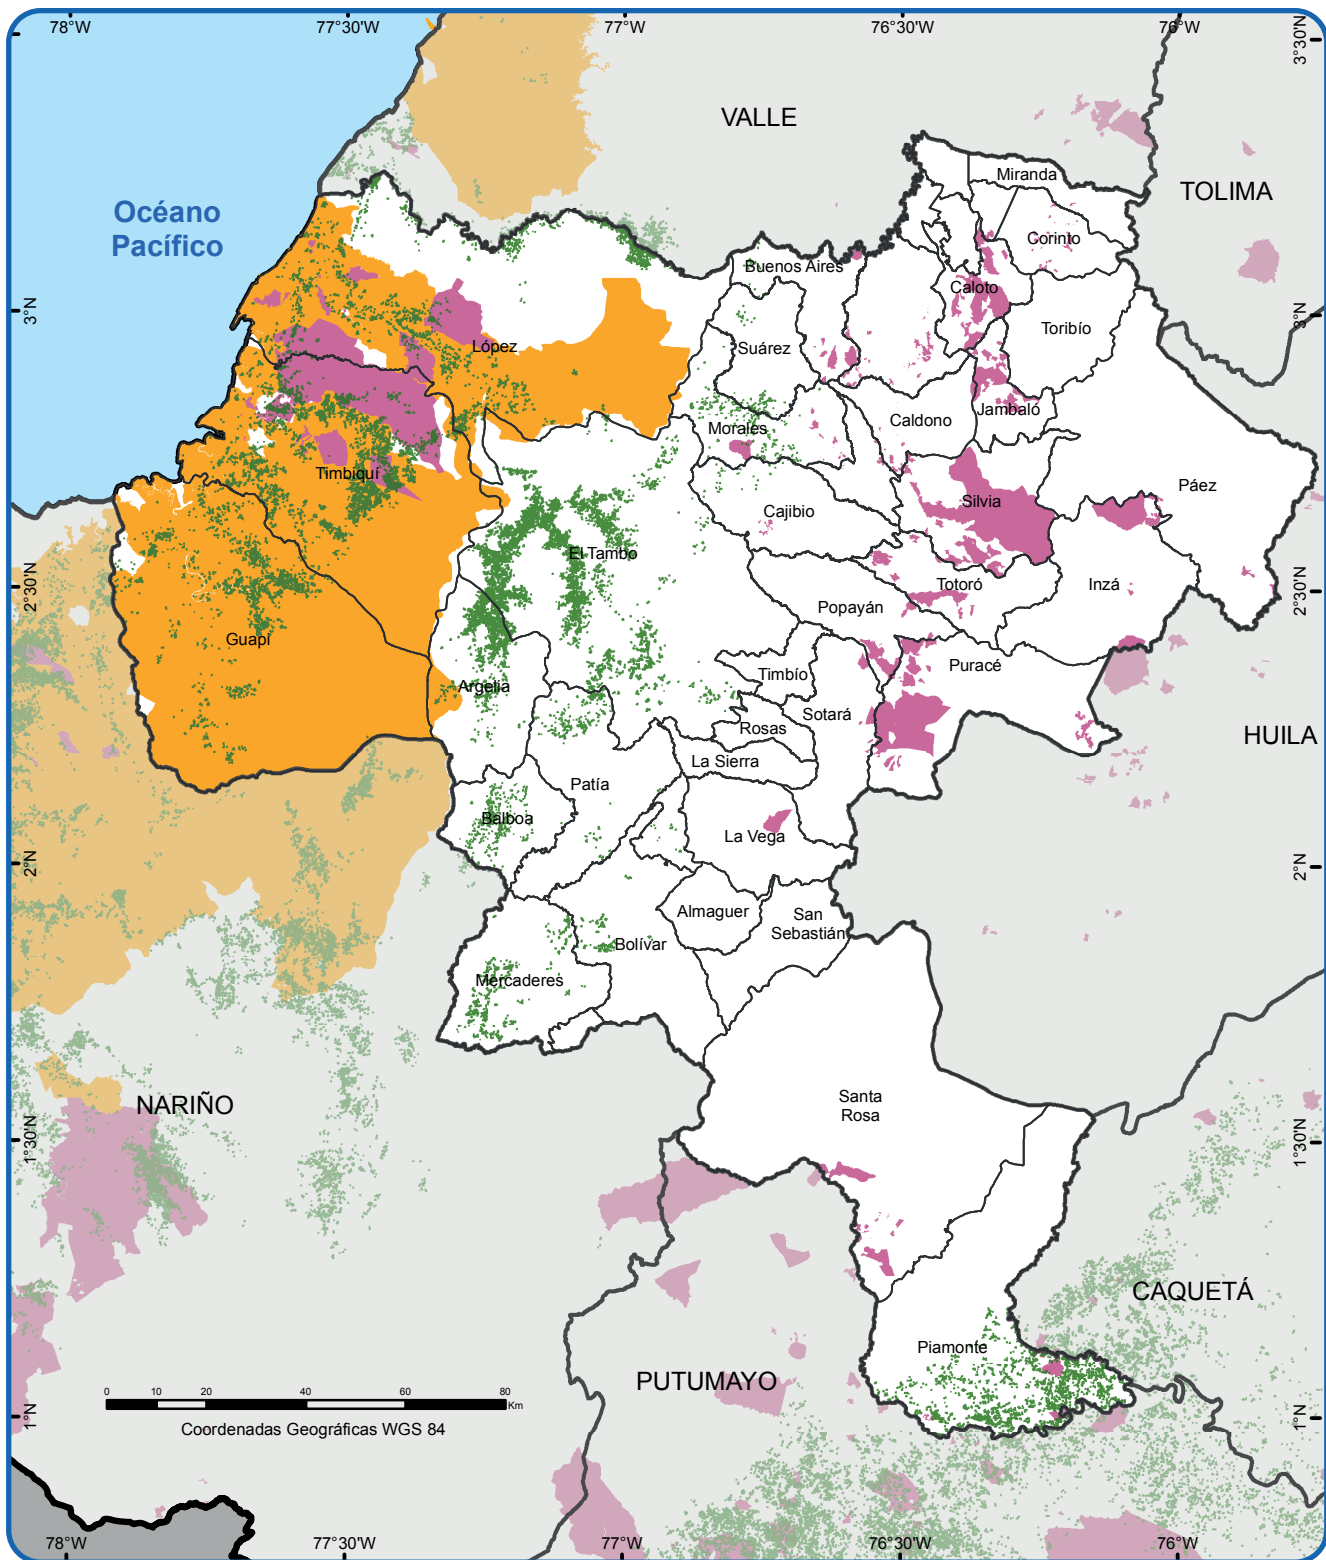 78°W
77°30'W
77°W
76°30'W
76°W
3°30'N
VALLE
TOLIMA
Miranda
Océano
Pacífico
Corinto
Buenos Aires
Caloto
3°N
3°N
Toribío
López
Suárez
Jambaló
Caldono
Morales
Timbiquí
Páez
Silvia
Cajibio
El Tambo
2°30'N
2°30'N
Totoró
Inzá
Popayán
Guapi
Puracé
Timbío
Argelia
Sotará
Rosas
HUILA
La Sierra
Patía
Balboa
La Vega
2°N
2°N
Almaguer
San
Sebastián
Bolívar
Mercaderes
NARIÑO
Santa
Rosa
1°30'N
1°30'N
CAQUETÁ
Piamonte
PUTUMAYO
0 10 20 40 60 80
Km
Coordenadas Geográficas WGS 84
1°N
1°N
78°W
77°30'W
77°W
76°30'W
76°W